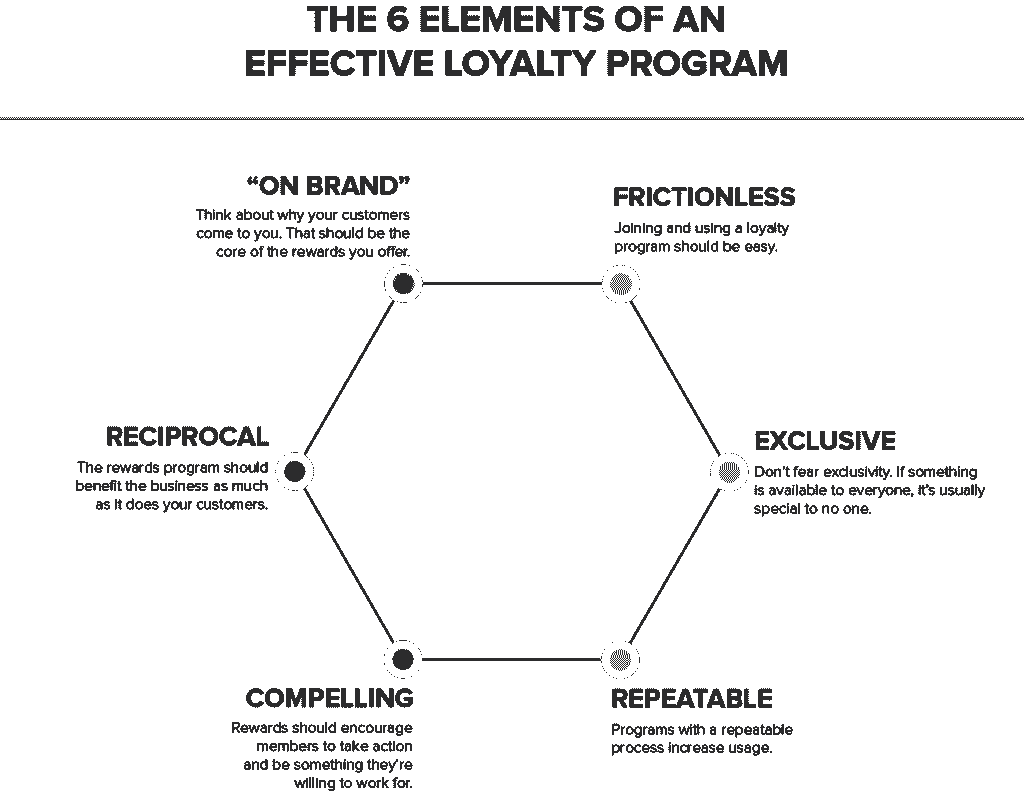 THE 6 ELEMENTS OF AN
EFFECTIVE LOYALTY PROGRAM
“ON BRAND”
Think about why your customers
come to you. That should be the
core of the rewards you offer.
FRICTIONLESS
Joining and using a loyalty
program should be easy.
RECIPROCAL
The rewards program should
benefit the business as much
as it does your customers.
EXCLUSIVE
Don’t fear exclusivity. If something
is available to everyone, it’s usually
special to no one.
COMPELLING
Rewards should encourage
members to take action
and be something they’re
willing to work for.
REPEATABLE
Programs with a repeatable
process increase usage.